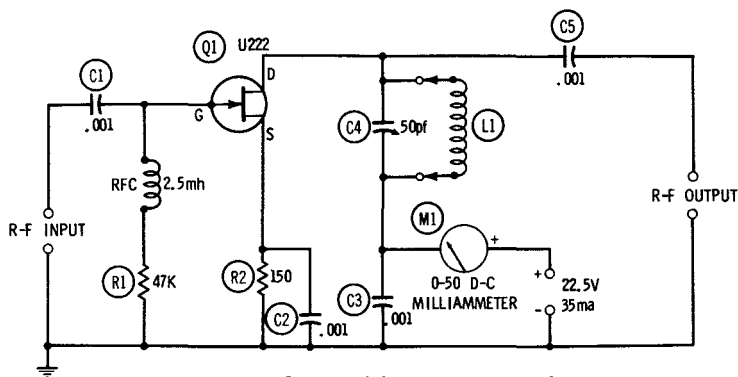 C5
Q1 U222
C1
D
.001
.001
G
C4 50pf
L1
S
RFC 2.5mh
R-F INPUT
R-F OUTPUT
M1
+
R1 47K
R2 150
0-50 D-C
MILLIAMMETER
+ 22.5V
- 35ma
C3
.001
C2
.001